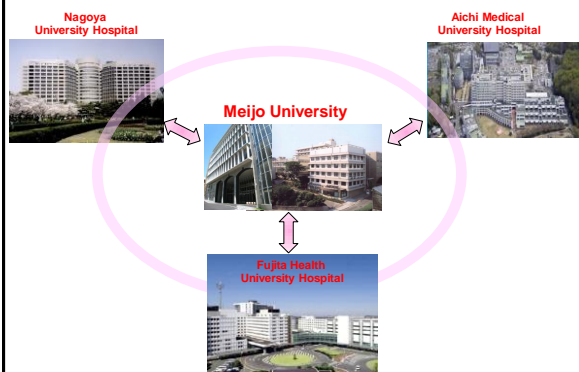 Nagoya
University Hospital
Aichi Medical
University Hospital
Meijo University
Fujita Health
University Hospital